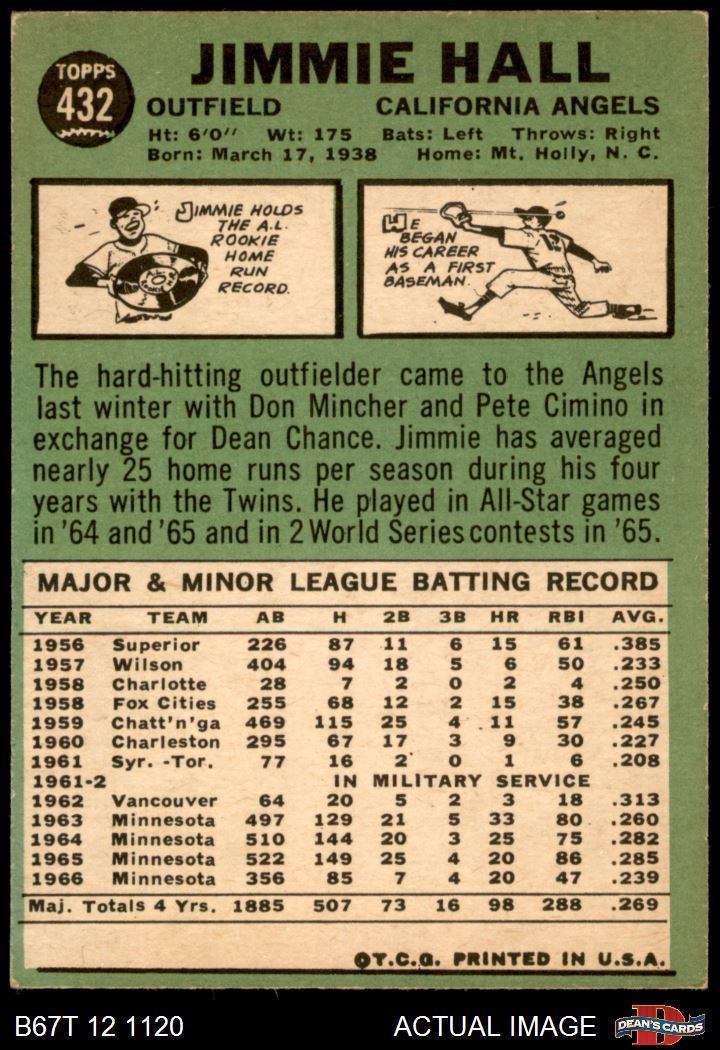 TOPPS
432
JIMMIE HALL
OUTFIELD CALIFORNIA ANGELS
Ht: 6'0" Wt: 175 Bats: Left Throws: Right
Born: March 17, 1938 Home: Mt. Holly, N. C.
JIMMIE HOLDS
THE A.L.
ROOKIE
HOME
RUN
RECORD.
HE
BEGAN
HIS CAREER
AS A FIRST
BASEMAN.
The hard-hitting outfielder came to the Angels
last winter with Don Mincher and Pete Cimino in
exchange for Dean Chance. Jimmie has averaged
nearly 25 home runs per season during his four
years with the Twins. He played in All-Star games
in '64 and '65 and in 2 World Series contests in '65.
MAJOR & MINOR LEAGUE BATTING RECORD
YEAR TEAM AB H 2B 3B HR RBI AVG.
1956 Superior 226 87 11 6 15 61 .385
1957 Wilson 404 94 18 5 6 50 .233
1958 Charlotte 28 7 2 0 2 4 .250
1958 Fox Cities 255 68 12 2 15 38 .267
1959 Chatt'n'ga 469 115 25 4 11 57 .245
1960 Charleston 295 67 17 3 9 30 .227
1961 Syr. -Tor. 77 16 2 0 1 6 .208
1961-2 IN MILITARY SERVICE
1962 Vancouver 64 20 5 2 3 18 .313
1963 Minnesota 497 129 21 5 33 80 .260
1964 Minnesota 510 144 20 3 25 75 .282
1965 Minnesota 522 149 25 4 20 86 .285
1966 Minnesota 356 85 7 4 20 47 .239
Maj. Totals 4 Yrs. 1885 507 73 16 98 288 .269
©T.C.G. PRINTED IN U.S.A.
B67T 12 1120 ACTUAL IMAGE
DEAN'S CARDS